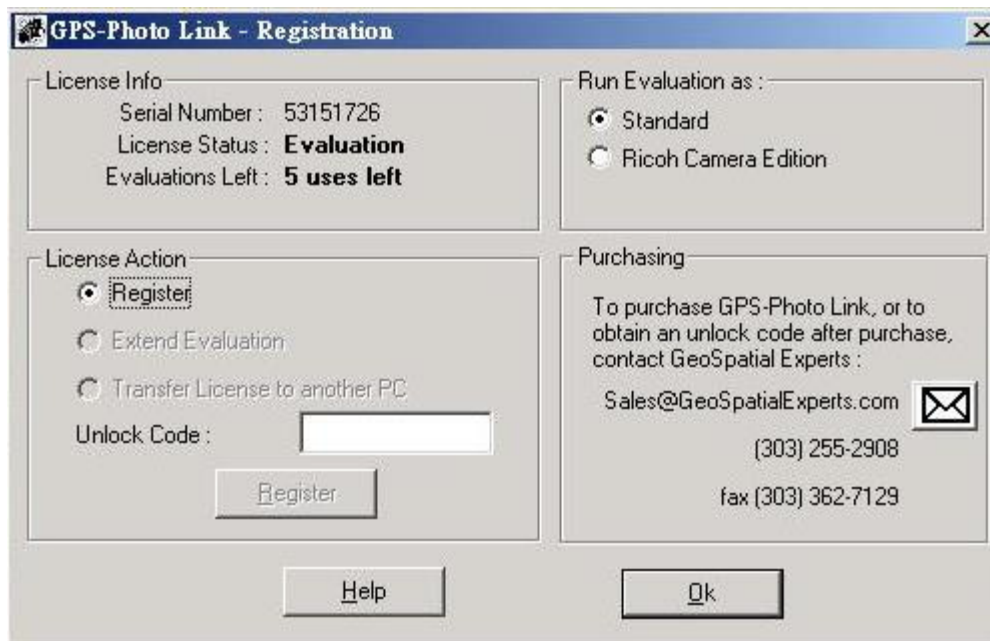 GPS-Photo Link - Registration
License Info
Serial Number : 53151726
License Status : Evaluation
Evaluations Left : 5 uses left
Run Evaluation as :
Standard
Ricoh Camera Edition
License Action
Register
Extend Evaluation
Transfer License to another PC
Unlock Code :
Register
Purchasing
To purchase GPS-Photo Link, or to
obtain an unlock code after purchase,
contact GeoSpatial Experts :
Sales@GeoSpatialExperts.com
(303) 255-2908
fax (303) 362-7129
Help
Ok